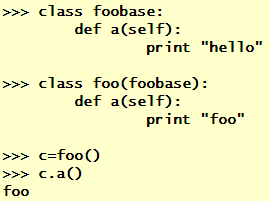 >>> class foobase:
        def a(self):
                print "hello"

>>> class foo(foobase):
        def a(self):
                print "foo"

>>> c=foo()
>>> c.a()
foo